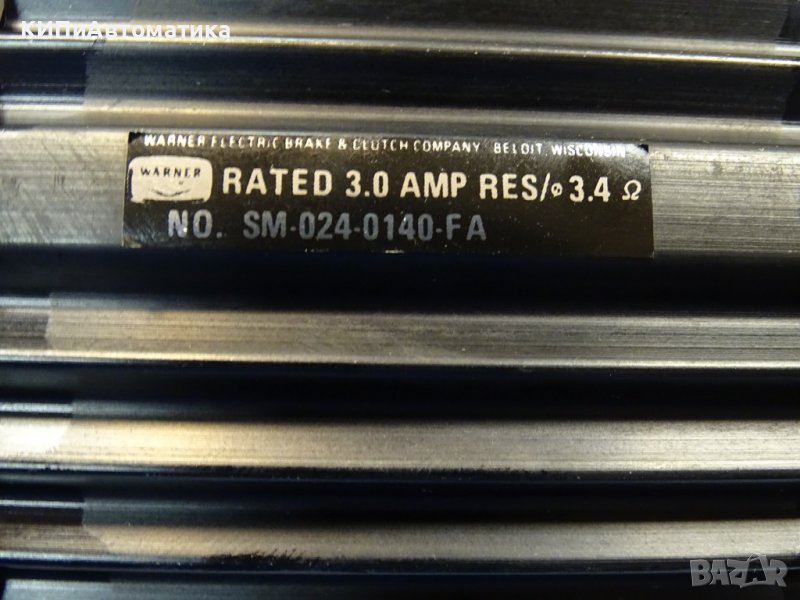 КИПиАвтоматика
WARNER ELECTRIC BRAKE & CLUTCH COMPANY BELOIT, WISCONSIN
WARNER
RATED 3.0 AMP RES/ø 3.4 Ω
NO. SM-024-0140-FA
BAZAR